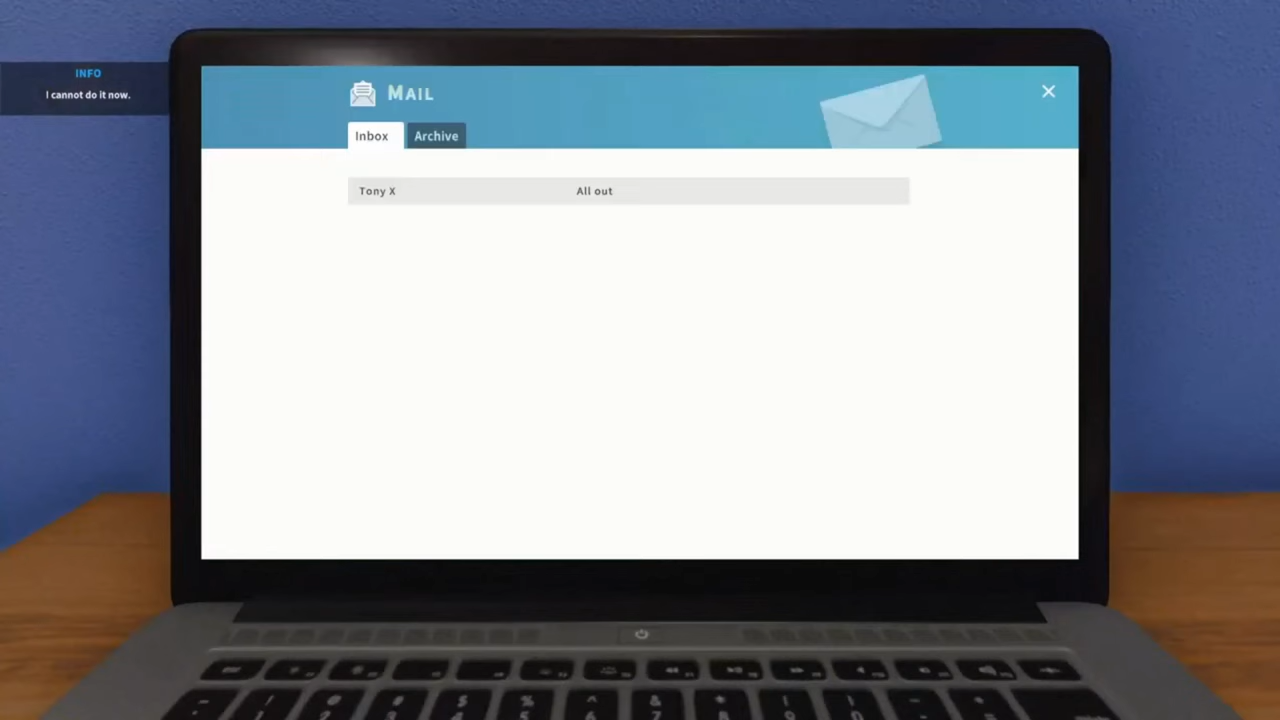 INFO
I cannot do it now.
MAIL
Inbox
Archive
Tony X
All out